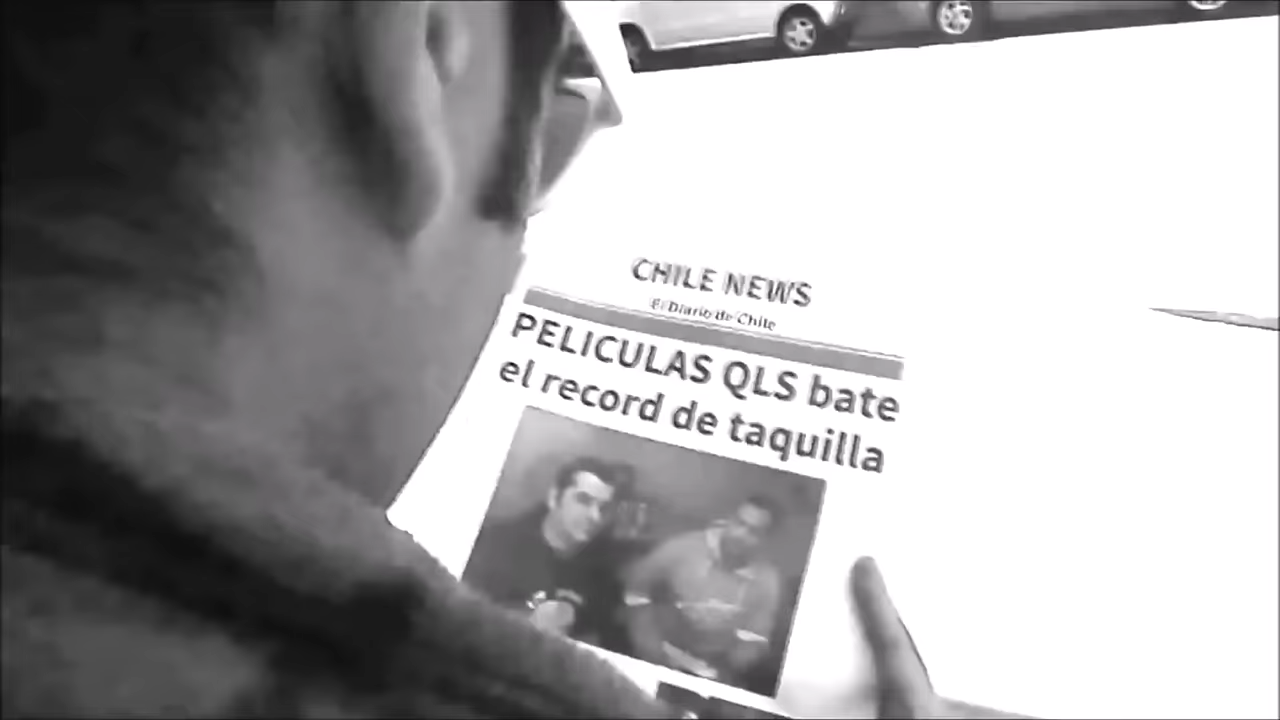 CHILE NEWS
El Diario de Chile
PELICULAS QLS bate
el record de taquilla